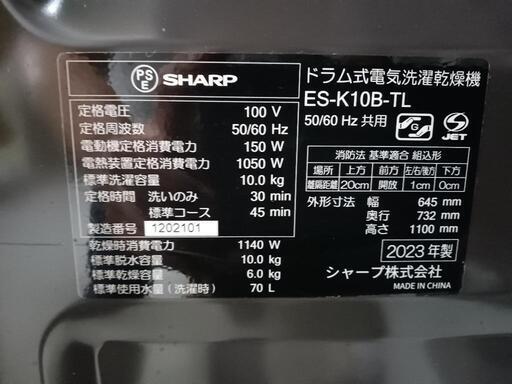 PS
E
SHARP
定格電圧 100 V
定格周波数 50/60 Hz
電動機定格消費電力 150 W
電熱装置定格消費電力 1050 W
標準洗濯容量 10.0 kg
定格時間 洗いのみ 30 min
標準コース 45 min
製造番号 1202101
乾燥時消費電力 1140 W
標準脱水容量 10.0 kg
標準乾燥容量 6.0 kg
標準使用水量(洗濯時) 70 L
ドラム式電気洗濯乾燥機
ES-K10B-TL
50/60 Hz 共用
G
S
JET
消防法 基準適合 組込形
場所 上方 前方 左右/後方 下方
離隔距離 20cm 開放 1cm 0cm
外形寸法 幅 645 mm
奥行 732 mm
高さ 1100 mm
2023 年製
シャープ株式会社
MADE IN CHINA